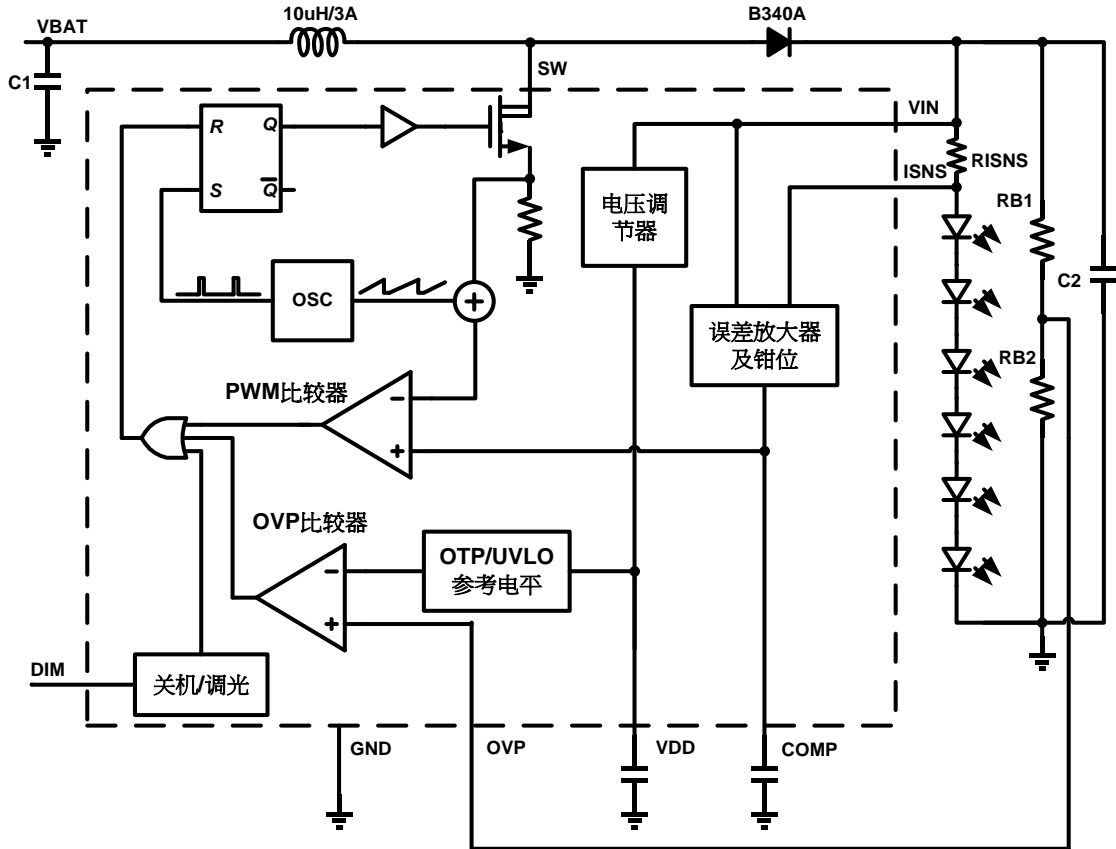 VBAT
10uH/3A
B340A
C1
SW
VIN
R
Q
S
Q
ISNS
RISNS
电压调
节器
RB1
OSC
C2
误差放大器
及钳位
RB2
PWM比较器
OVP比较器
OTP/UVLO
参考电平
DIM
关机/调光
GND
OVP
VDD
COMP